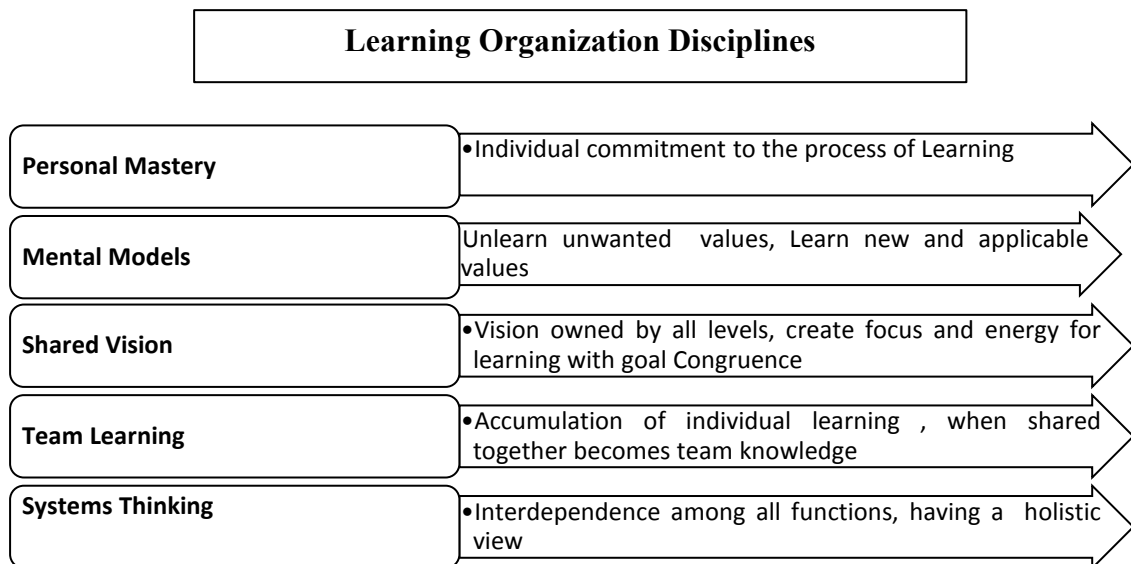 Learning Organization Disciplines
Personal Mastery
•Individual commitment to the process of Learning
Mental Models
Unlearn unwanted values, Learn new and applicable
values
Shared Vision
•Vision owned by all levels, create focus and energy for
learning with goal Congruence
Team Learning
•Accumulation of individual learning , when shared
together becomes team knowledge
Systems Thinking
•Interdependence among all functions, having a holistic
view